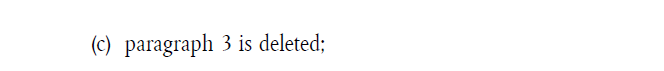 (c) paragraph 3 is deleted;